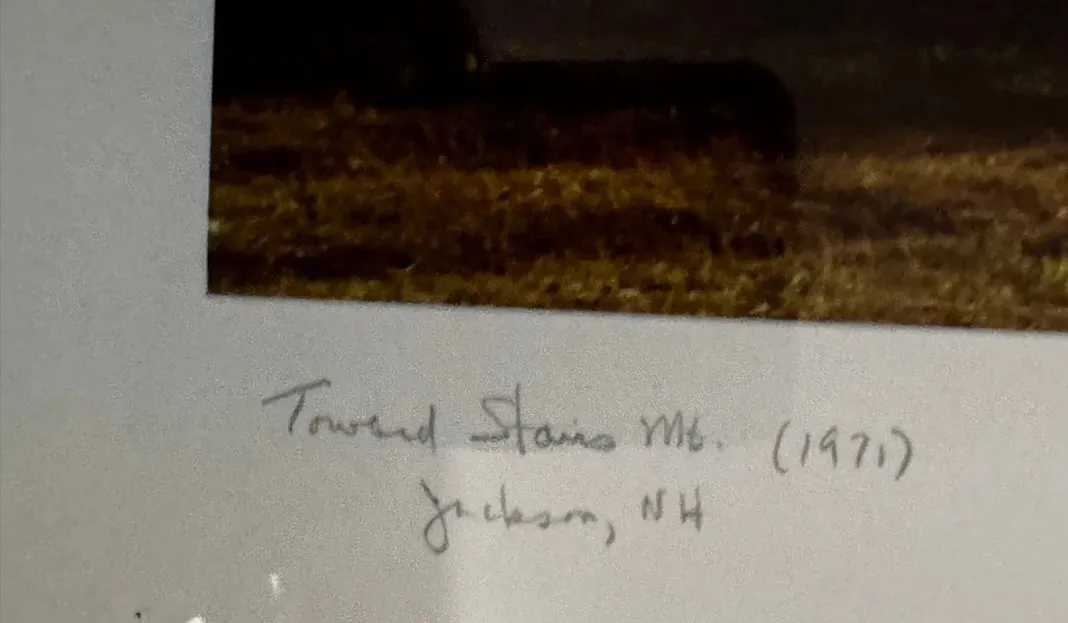 Toward Stairs Mt. (1971)
Jackson, NH